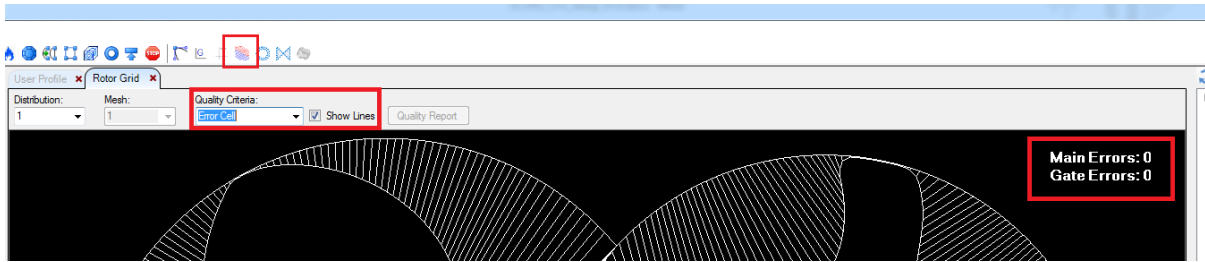 STOP
G
User Profile
Rotor Grid
Distribution:
Mesh:
Quality Criteria:
1
1
Error Cell
Show Lines
Quality Report
Main Errors: 0
Gate Errors: 0